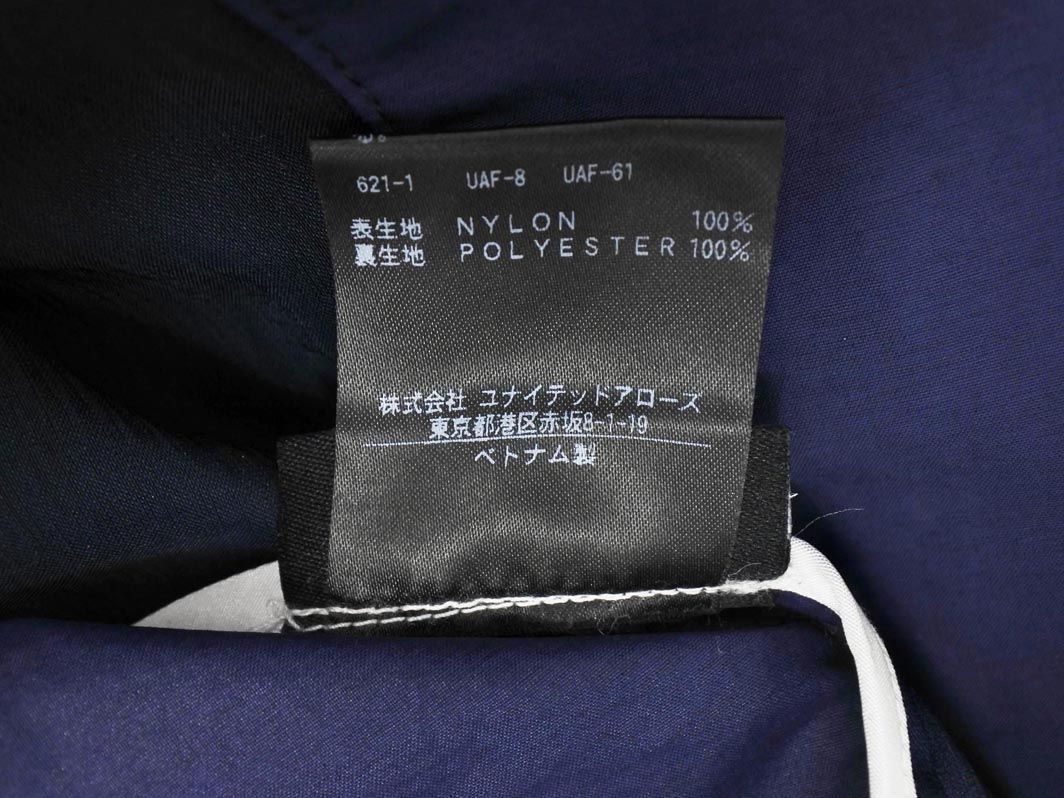 す。
621-1 UAF-8 UAF-61
表生地 NYLON 100%
裏生地 POLYESTER 100%
株式会社 ユナイテッドアローズ
東京都港区赤坂8-1-19
ベトナム製